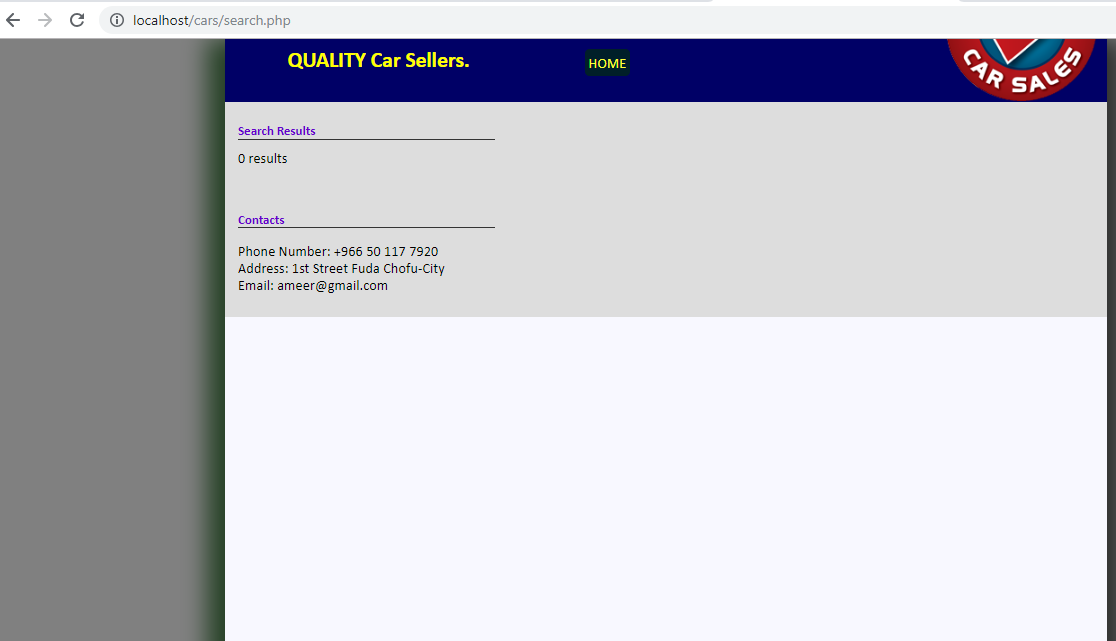 localhost/cars/search.php
QUALITY Car Sellers.
HOME
CAR SALES
Search Results
0 results
Contacts
Phone Number: +966 50 117 7920
Address: 1st Street Fuda Chofu-City
Email: ameer@gmail.com